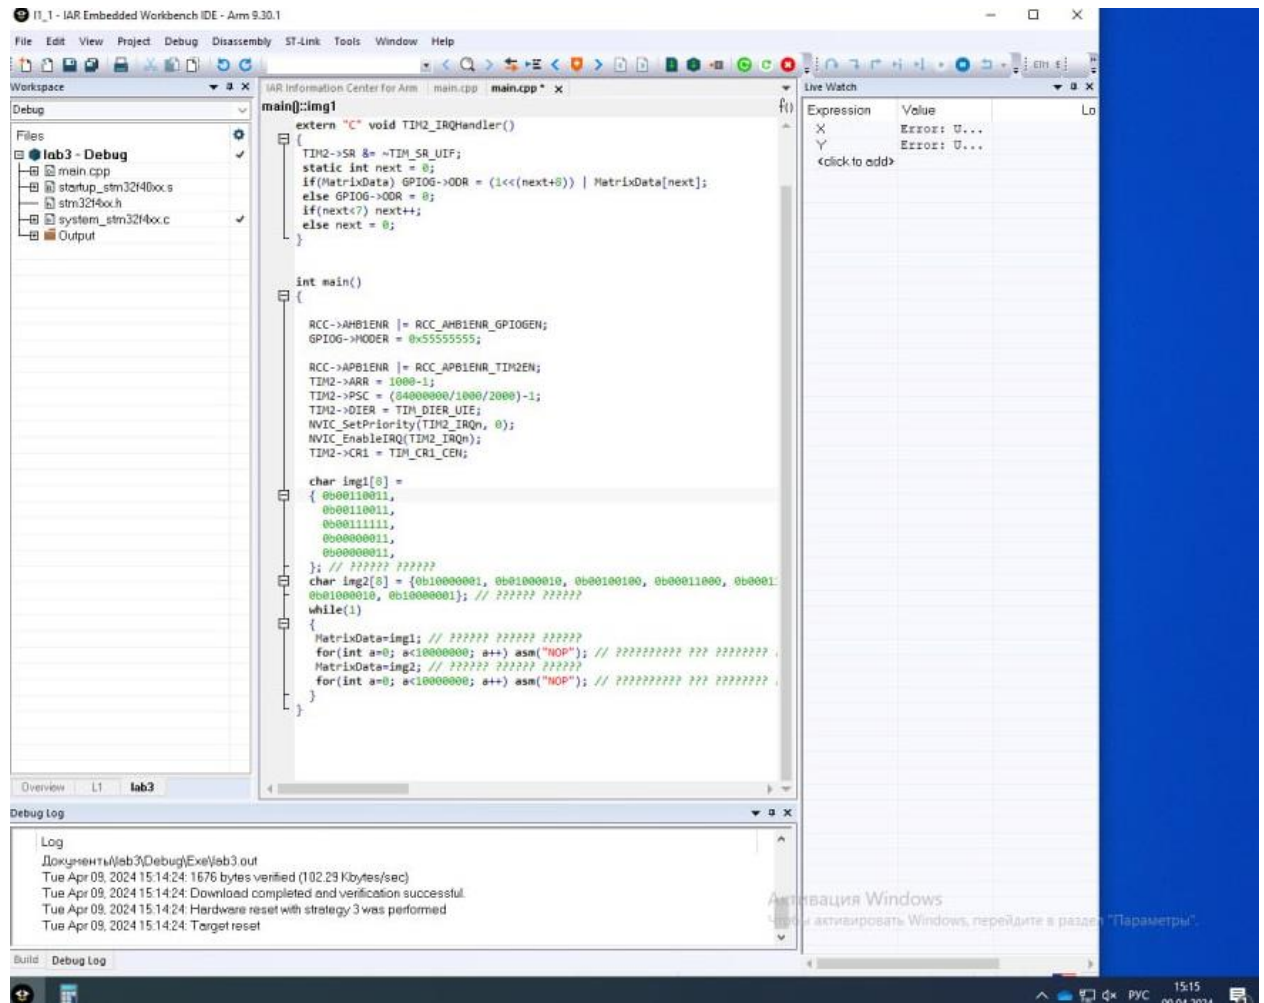 l1_1 - IAR Embedded Workbench IDE - Arm 9.30.1
File Edit View Project Debug Disassembly ST-Link Tools Window Help
Workspace
Debug
Files
lab3 - Debug
main.cpp
startup_stm32f40xx.s
stm32f4xx.h
system_stm32f4xx.c
Output
Overview L1 lab3
IAR Information Center for Arm main.cpp main.cpp * x
main()::img1 f()
extern "C" void TIM2_IRQHandler()
{
TIM2->SR &= ~TIM_SR_UIF;
static int next = 0;
if(MatrixData) GPIOG->ODR = (1<<(next+8)) | MatrixData[next];
else GPIOG->ODR = 0;
if(next<7) next++;
else next = 0;
}
int main()
{
RCC->AHB1ENR |= RCC_AHB1ENR_GPIOGEN;
GPIOG->MODER = 0x55555555;
RCC->APB1ENR |= RCC_APB1ENR_TIM2EN;
TIM2->ARR = 1000-1;
TIM2->PSC = (84000000/1000/2000)-1;
TIM2->DIER = TIM_DIER_UIE;
NVIC_SetPriority(TIM2_IRQn, 0);
NVIC_EnableIRQ(TIM2_IRQn);
TIM2->CR1 = TIM_CR1_CEN;
char img1[8] =
{ 0b00110011,
0b00110011,
0b00111111,
0b00000011,
0b00000011,
}; // ?????? ??????
char img2[8] = {0b10000001, 0b01000010, 0b00100100, 0b00011000, 0b0001
0b01000010, 0b10000001}; // ?????? ??????
while(1)
{
MatrixData=img1; // ?????? ?????? ??????
for(int a=0; a<10000000; a++) asm("NOP"); // ?????????? ??? ????????
MatrixData=img2; // ?????? ?????? ??????
for(int a=0; a<10000000; a++) asm("NOP"); // ?????????? ??? ????????
}
}
Live Watch
Expression Value Lo
X Error: U...
Y Error: U...
<click to add>
Debug Log
Log
Документы\lab3\Debug\Exe\lab3.out
Tue Apr 09, 2024 15:14:24: 1676 bytes verified (102.29 Kbytes/sec)
Tue Apr 09, 2024 15:14:24: Download completed and verification successful.
Tue Apr 09, 2024 15:14:24: Hardware reset with strategy 3 was performed
Tue Apr 09, 2024 15:14:24: Target reset
Build Debug Log
Активация Windows
Чтобы активировать Windows, перейдите в раздел "Параметры".
РУС 15:15
09.04.2024